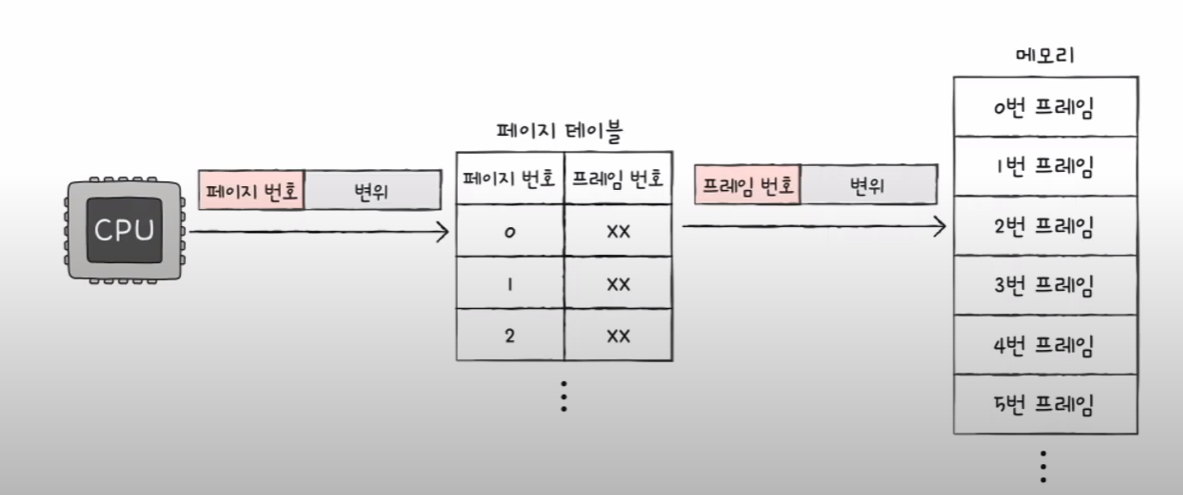 CPU
페이지 번호 변위
페이지 테이블
페이지 번호 프레임 번호
0 XX
1 XX
2 XX
프레임 번호 변위
메모리
0번 프레임
1번 프레임
2번 프레임
3번 프레임
4번 프레임
5번 프레임